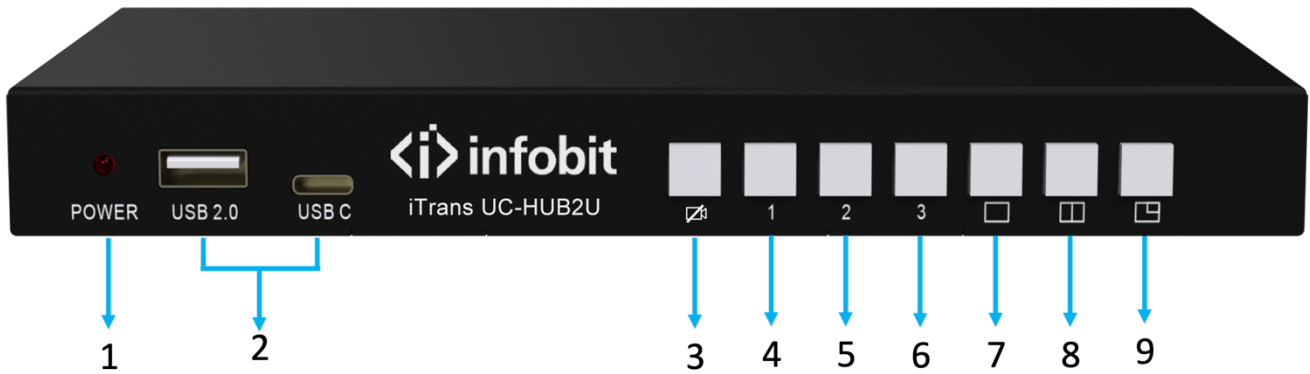 infobit
POWER USB 2.0 USB C iTrans UC-HUB2U 1 2 3
1 2 3 4 5 6 7 8 9